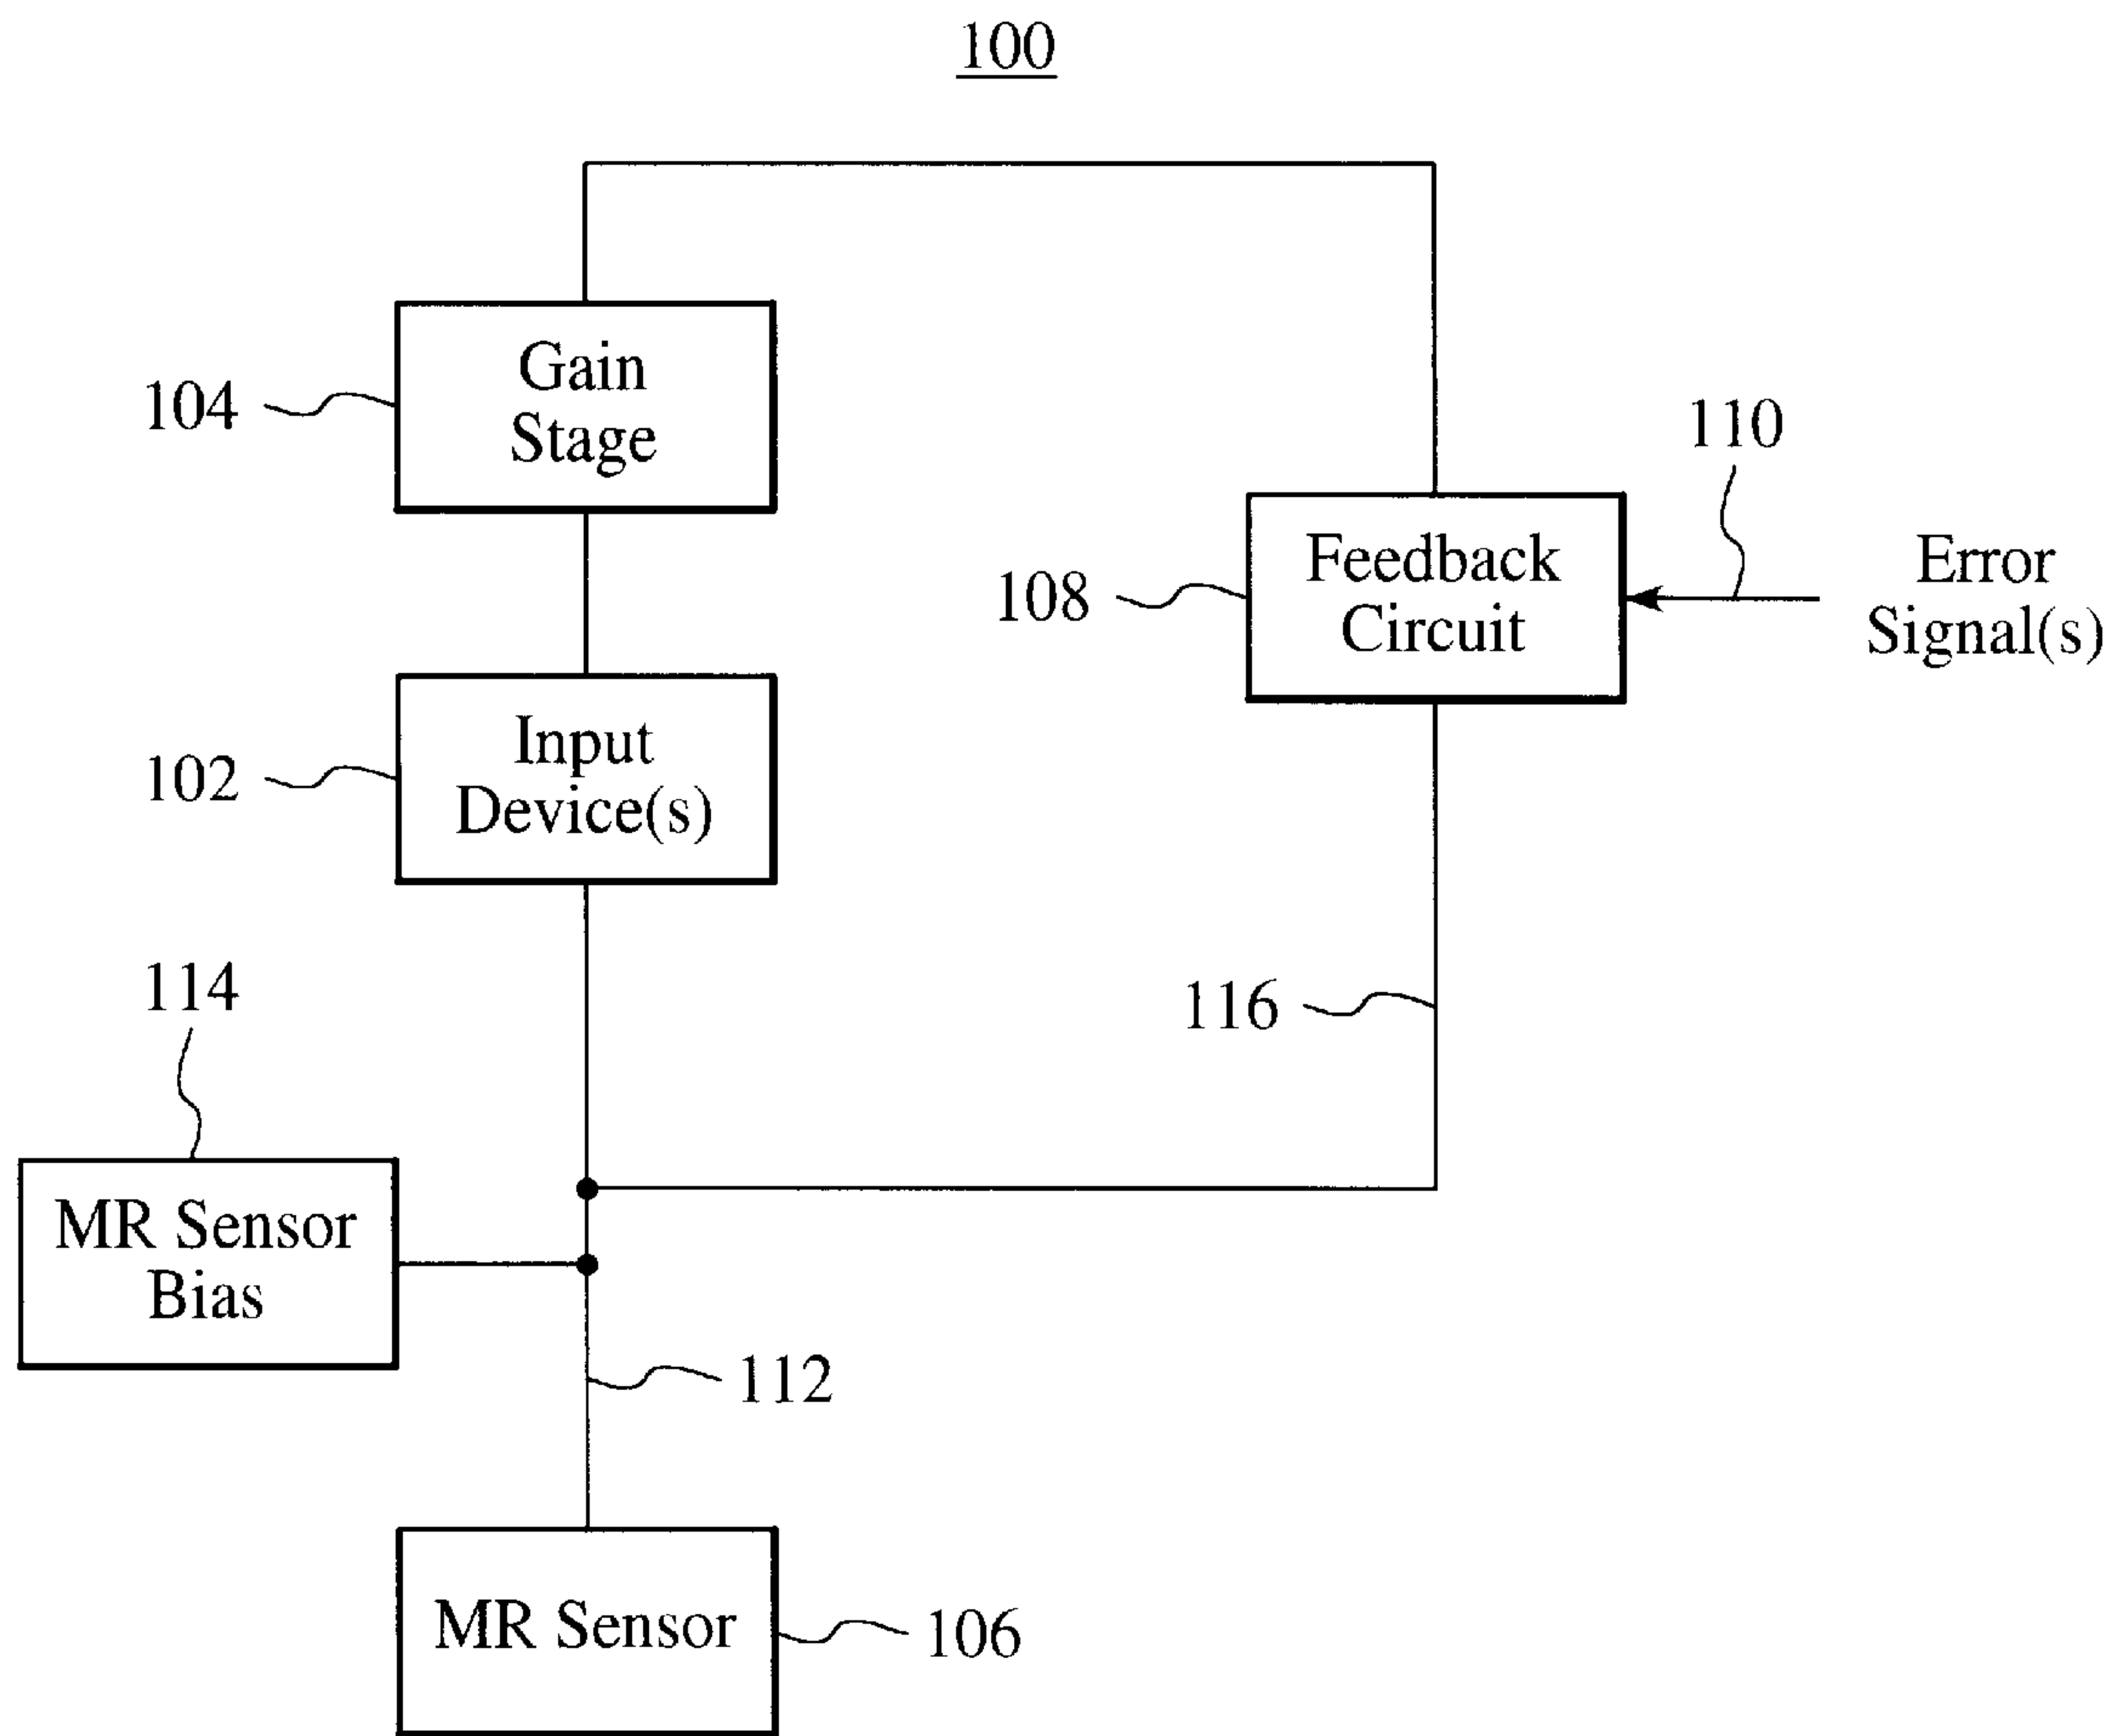 100
Gain
Stage
104
110
Feedback
Circuit
108
Error
Signal(s)
Input
Device(s)
102
114
116
MR Sensor
Bias
112
MR Sensor
106